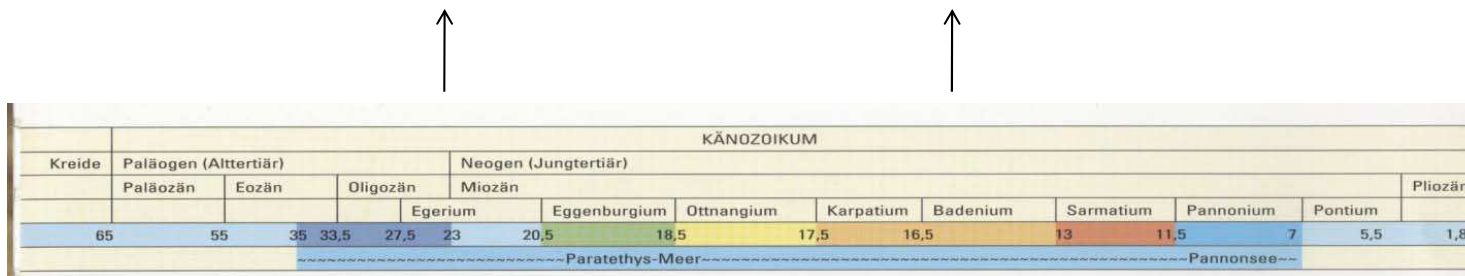 KÄNOZOIKUM
Kreide Paläogen (Alttertiär) Neogen (Jungtertiär)
Paläozän Eozän Oligozän Miozän Pliozän
Egerium Eggenburgium Ottnangium Karpatium Badenium Sarmatium Pannonium Pontium
65 55 35 33,5 27,5 23 20,5 18,5 17,5 16,5 13 11,5 7 5,5 1,8
~~~~~~~~~~~~~~~~~~~~~~~~~~Paratethys-Meer~~~~~~~~~~~~~~~~~~~~~~~~~~~~~~~~~~~~~~~~~~~~~~~~Pannonsee~~